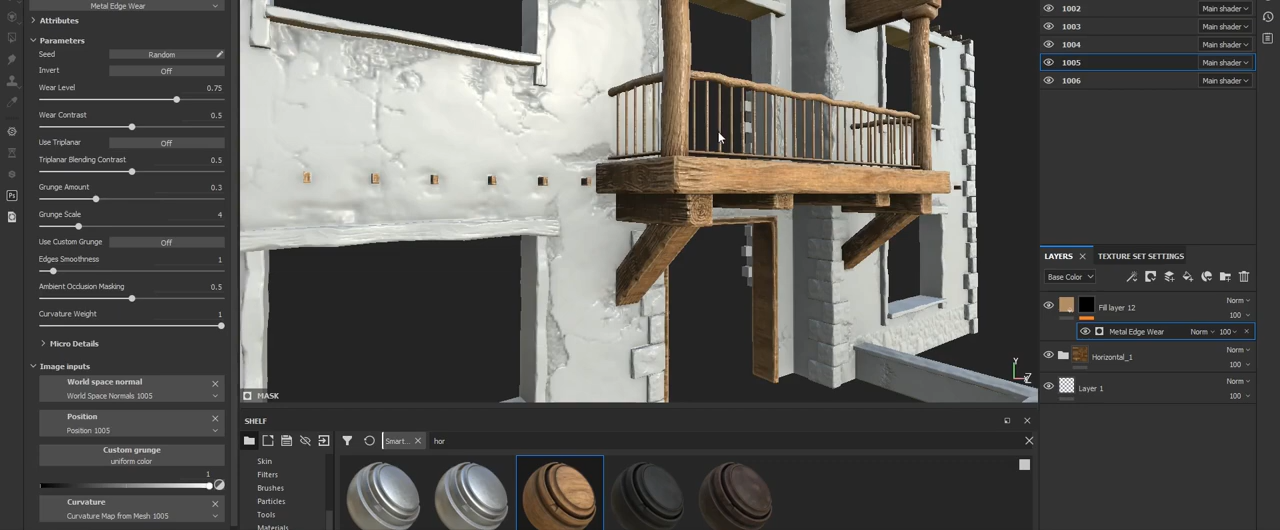 Metal Edge Wear
Attributes
Parameters
Seed
Random
Invert
Off
Wear Level
0.75
Wear Contrast
0.5
Use Triplanar
Off
Triplanar Blending Contrast
0.5
Grunge Amount
0.3
Grunge Scale
4
Use Custom Grunge
Off
Edges Smoothness
1
Ambient Occlusion Masking
0.5
Curvature Weight
1
Micro Details
Image inputs
World space normal
World Space Normals 1005
Position
Position 1005
Custom grunge
uniform color
1
Curvature
Curvature Map from Mesh 1005
Ps
MASK
Y
Z
SHELF
Smart...
hor
Skin
Filters
Brushes
Particles
Tools
Materials
1002
Main shader
1003
Main shader
1004
Main shader
1005
Main shader
1006
Main shader
LAYERS
TEXTURE SET SETTINGS
Base Color
Fill layer 12
Norm
100
Metal Edge Wear
Norm
100
Horizontal_1
Norm
100
Layer 1
Norm
100